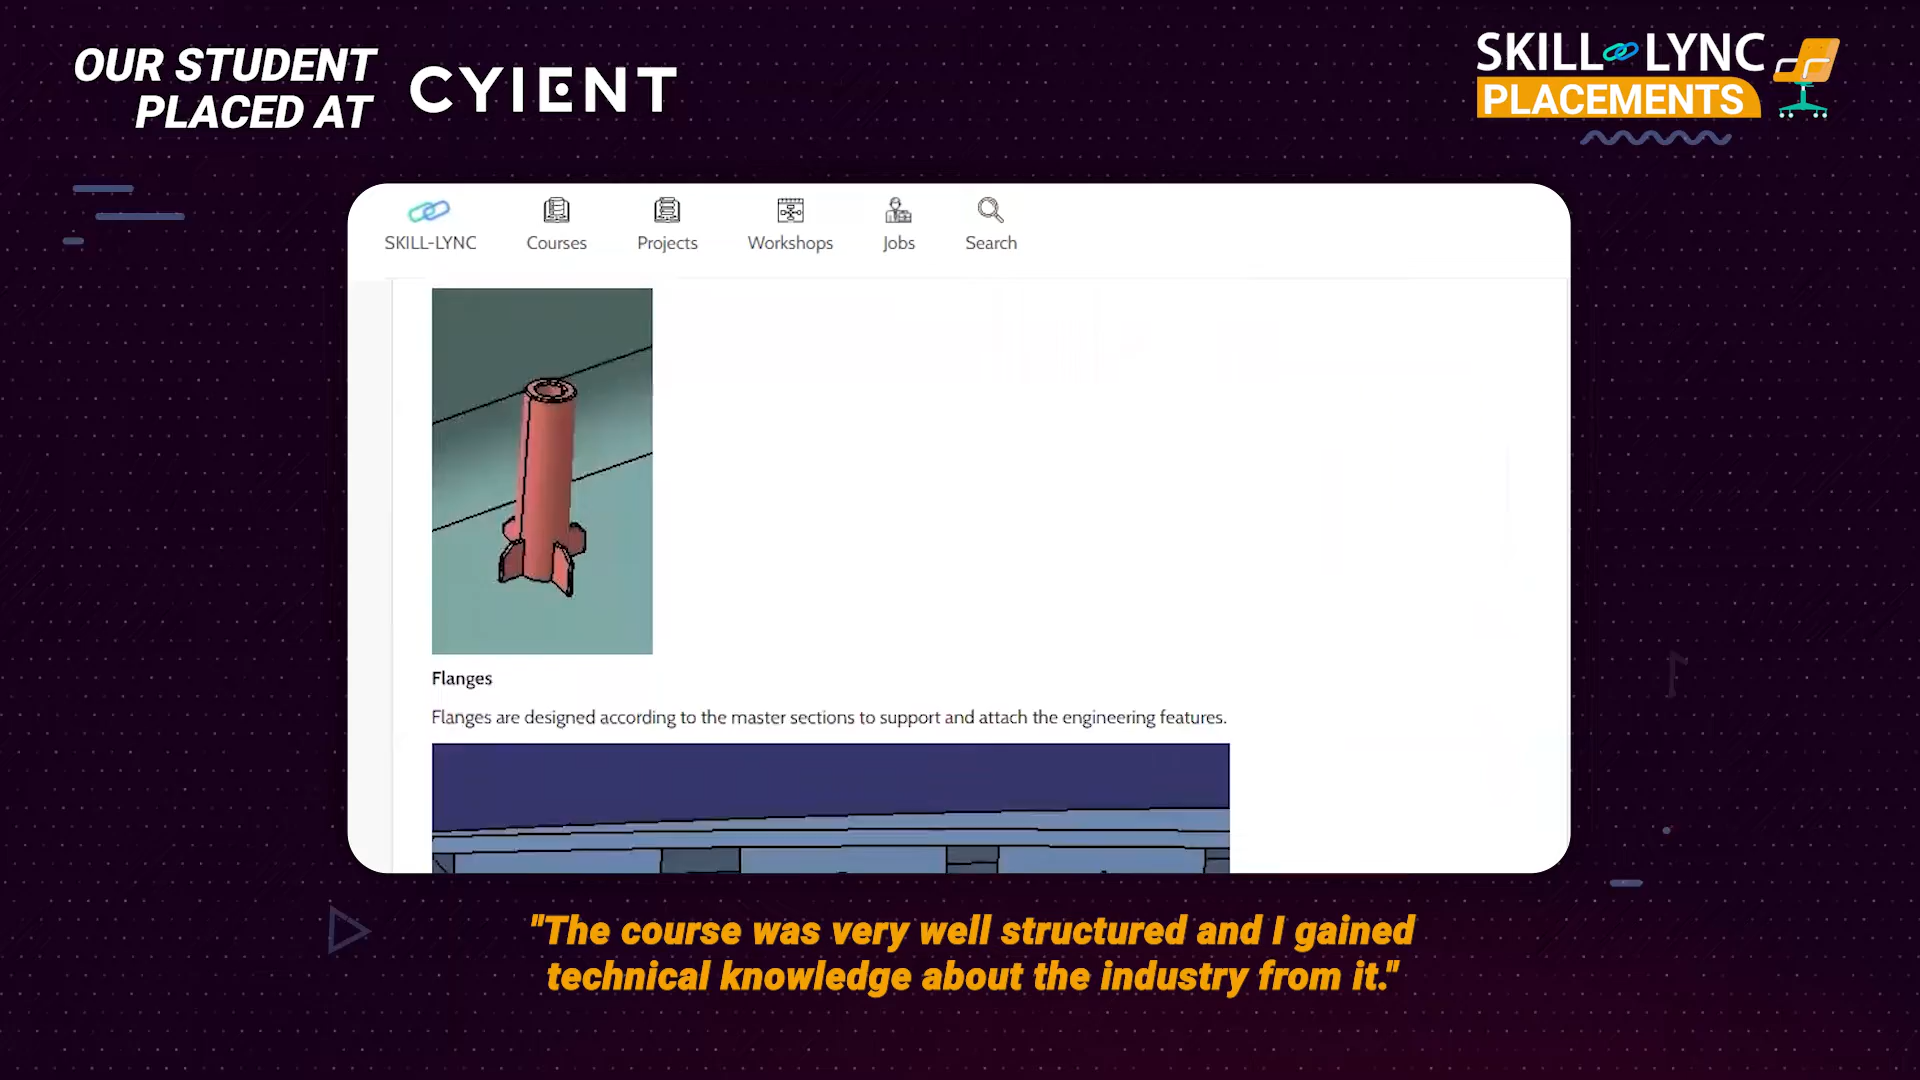 OUR STUDENT
PLACED AT
CYIENT
SKILL LYNC
PLACEMENTS
SKILL-LYNC
Courses
Projects
Workshops
Jobs
Search
Flanges
Flanges are designed according to the master sections to support and attach the engineering features.
"The course was very well structured and I gained
technical knowledge about the industry from it."